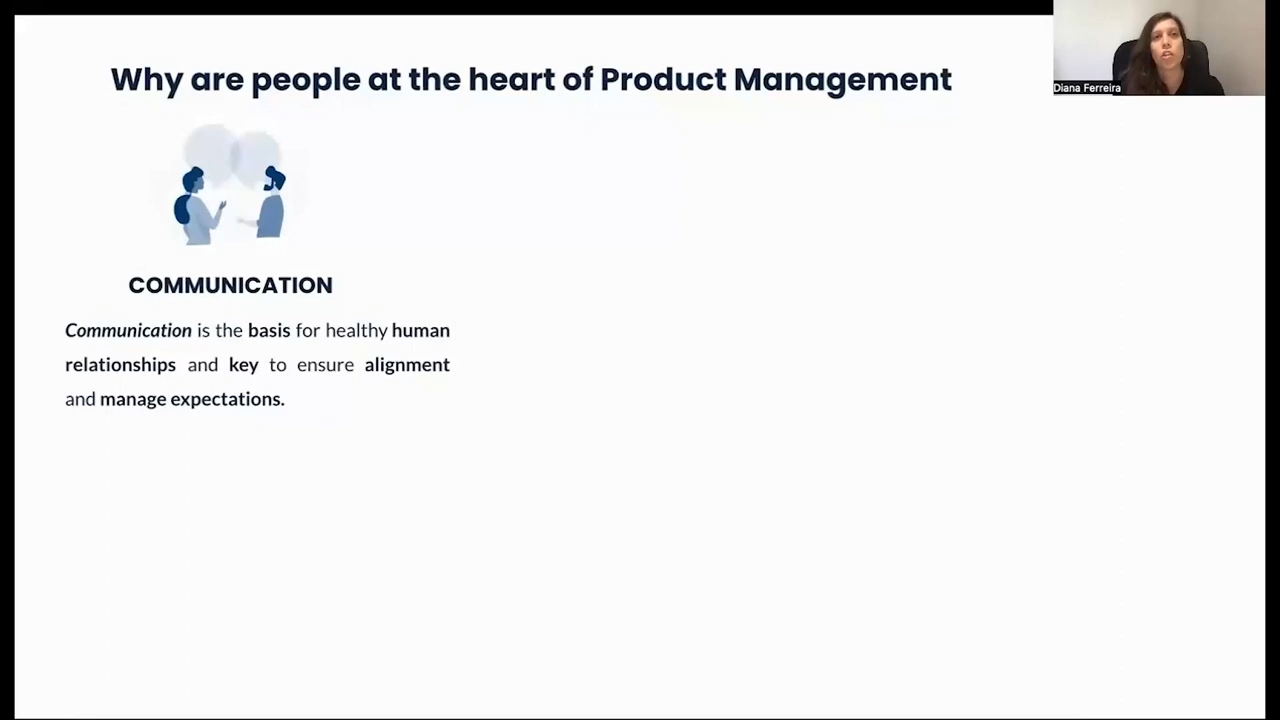 Why are people at the heart of Product Management
Diana Ferreira
COMMUNICATION
Communication is the basis for healthy human
relationships and key to ensure alignment
and manage expectations.